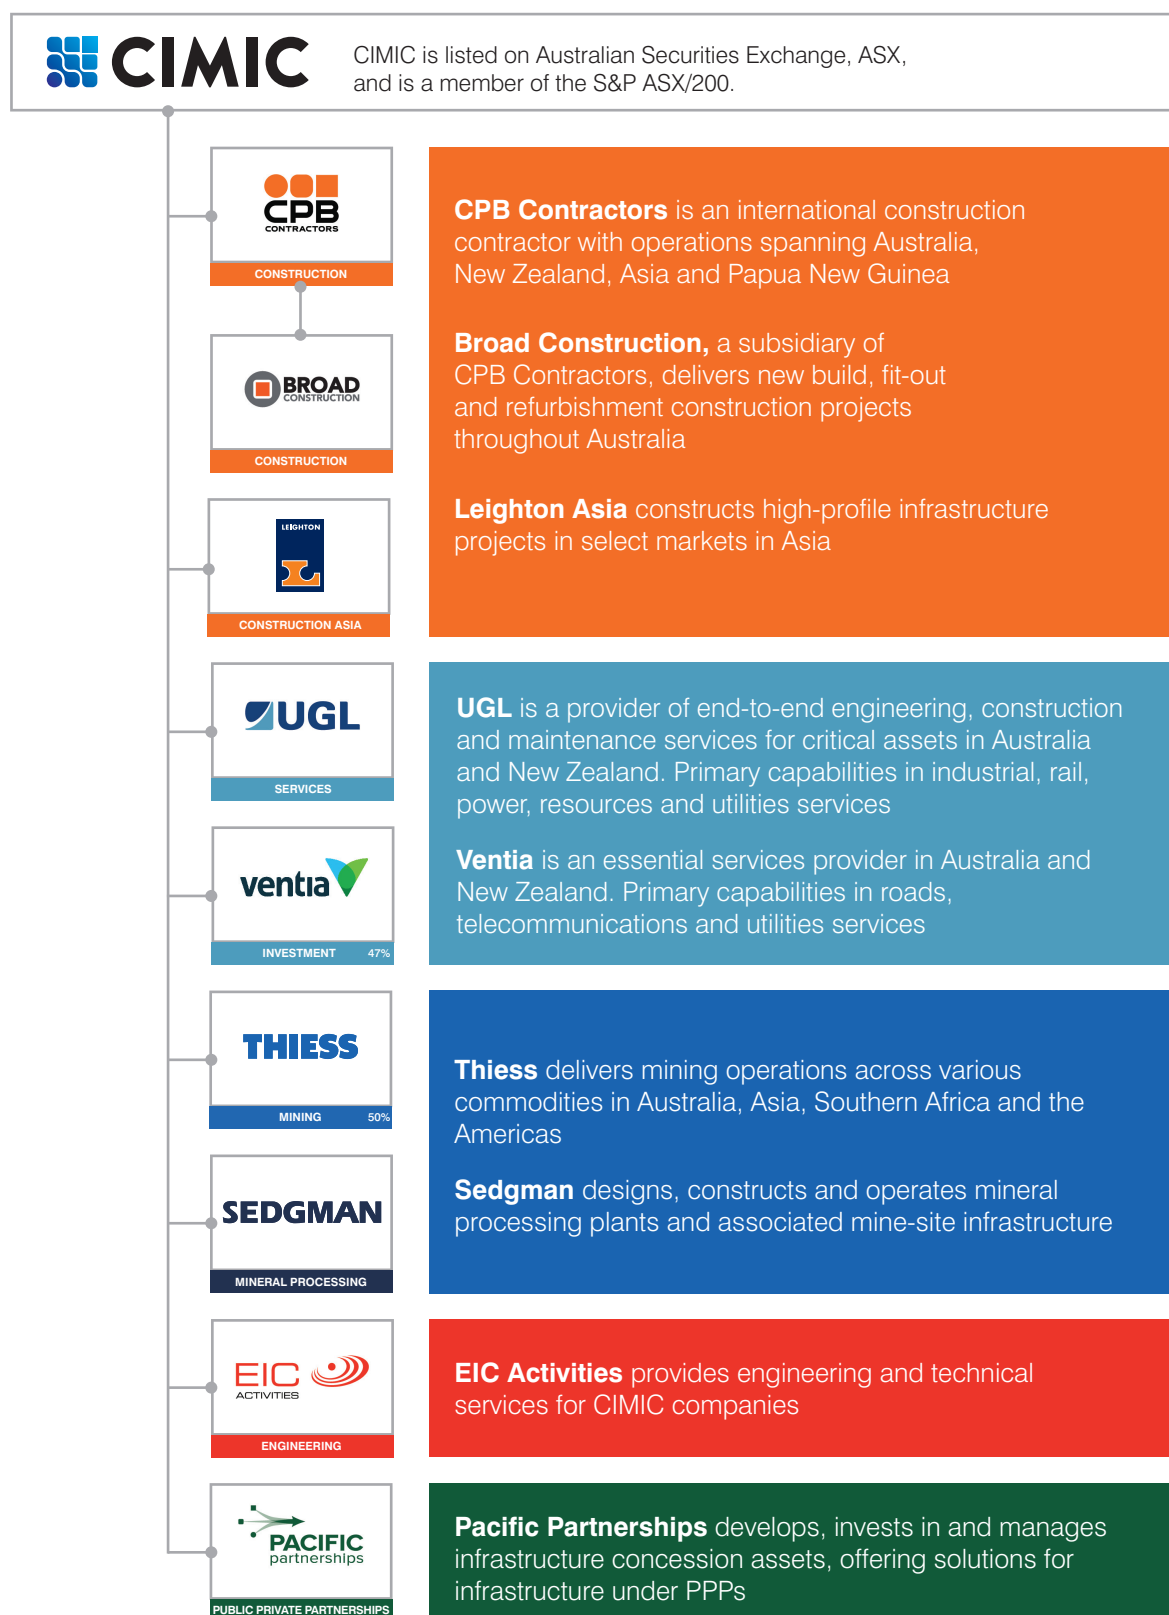 CIMIC
CIMIC is listed on Australian Securities Exchange, ASX,
and is a member of the S&P ASX/200.
CPB
CONTRACTORS
CONSTRUCTION
CPB Contractors is an international construction
contractor with operations spanning Australia,
New Zealand, Asia and Papua New Guinea
BROAD
CONSTRUCTION
CONSTRUCTION
Broad Construction, a subsidiary of
CPB Contractors, delivers new build, fit-out
and refurbishment construction projects
throughout Australia
LEIGHTON
CONSTRUCTION ASIA
Leighton Asia constructs high-profile infrastructure
projects in select markets in Asia
UGL
SERVICES
UGL is a provider of end-to-end engineering, construction
and maintenance services for critical assets in Australia
and New Zealand. Primary capabilities in industrial, rail,
power, resources and utilities services
ventia
INVESTMENT 47%
Ventia is an essential services provider in Australia and
New Zealand. Primary capabilities in roads,
telecommunications and utilities services
THIESS
MINING 50%
Thiess delivers mining operations across various
commodities in Australia, Asia, Southern Africa and the
Americas
SEDGMAN
MINERAL PROCESSING
Sedgman designs, constructs and operates mineral
processing plants and associated mine-site infrastructure
EIC
ACTIVITIES
ENGINEERING
EIC Activities provides engineering and technical
services for CIMIC companies
PACIFIC
partnerships
PUBLIC PRIVATE PARTNERSHIPS
Pacific Partnerships develops, invests in and manages
infrastructure concession assets, offering solutions for
infrastructure under PPPs